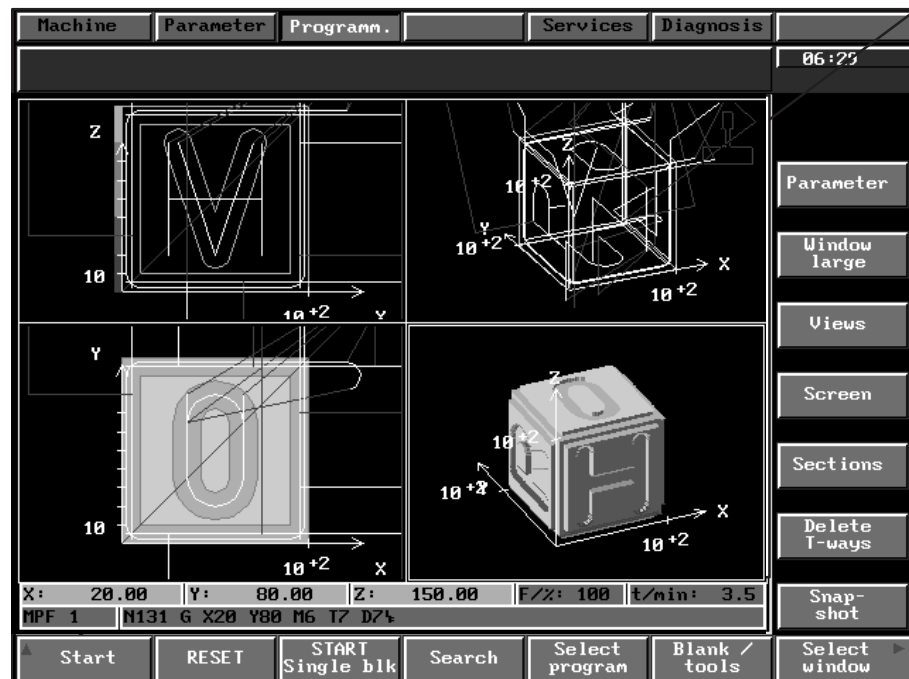 Machine Parameter Programm. Services Diagnosis
06:25
Z
10
10 +2 Y
Z
10 +2
Y
10 +2
X
10 +2
Y
10
10 +2 X
Z
10 +2
10 +2
X
10 +2
Parameter
Window
large
Views
Screen
Sections
Delete
T-ways
Snap-
shot
X: 20.00 Y: 80.00 Z: 150.00 F/%: 100 t/min: 3.5
MPF 1 N131 G X20 Y80 M6 T7 D7
Start
RESET
START
Single blk
Search
Select
program
Blank /
tools
Select
window